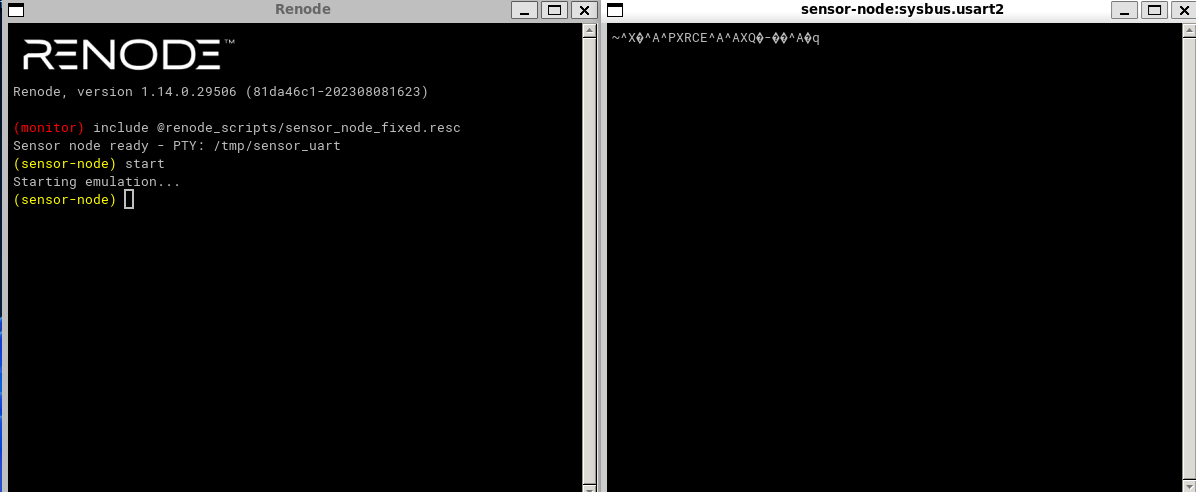 Renode
RENODE™
Renode, version 1.14.0.29506 (81da46c1-202308081623)
(monitor) include @renode_scripts/sensor_node_fixed.resc
Sensor node ready - PTY: /tmp/sensor_uart
(sensor-node) start
Starting emulation...
(sensor-node)
sensor-node:sysbus.usart2
~^X�^A^PXRCE^A^AXQ�-��^A�q